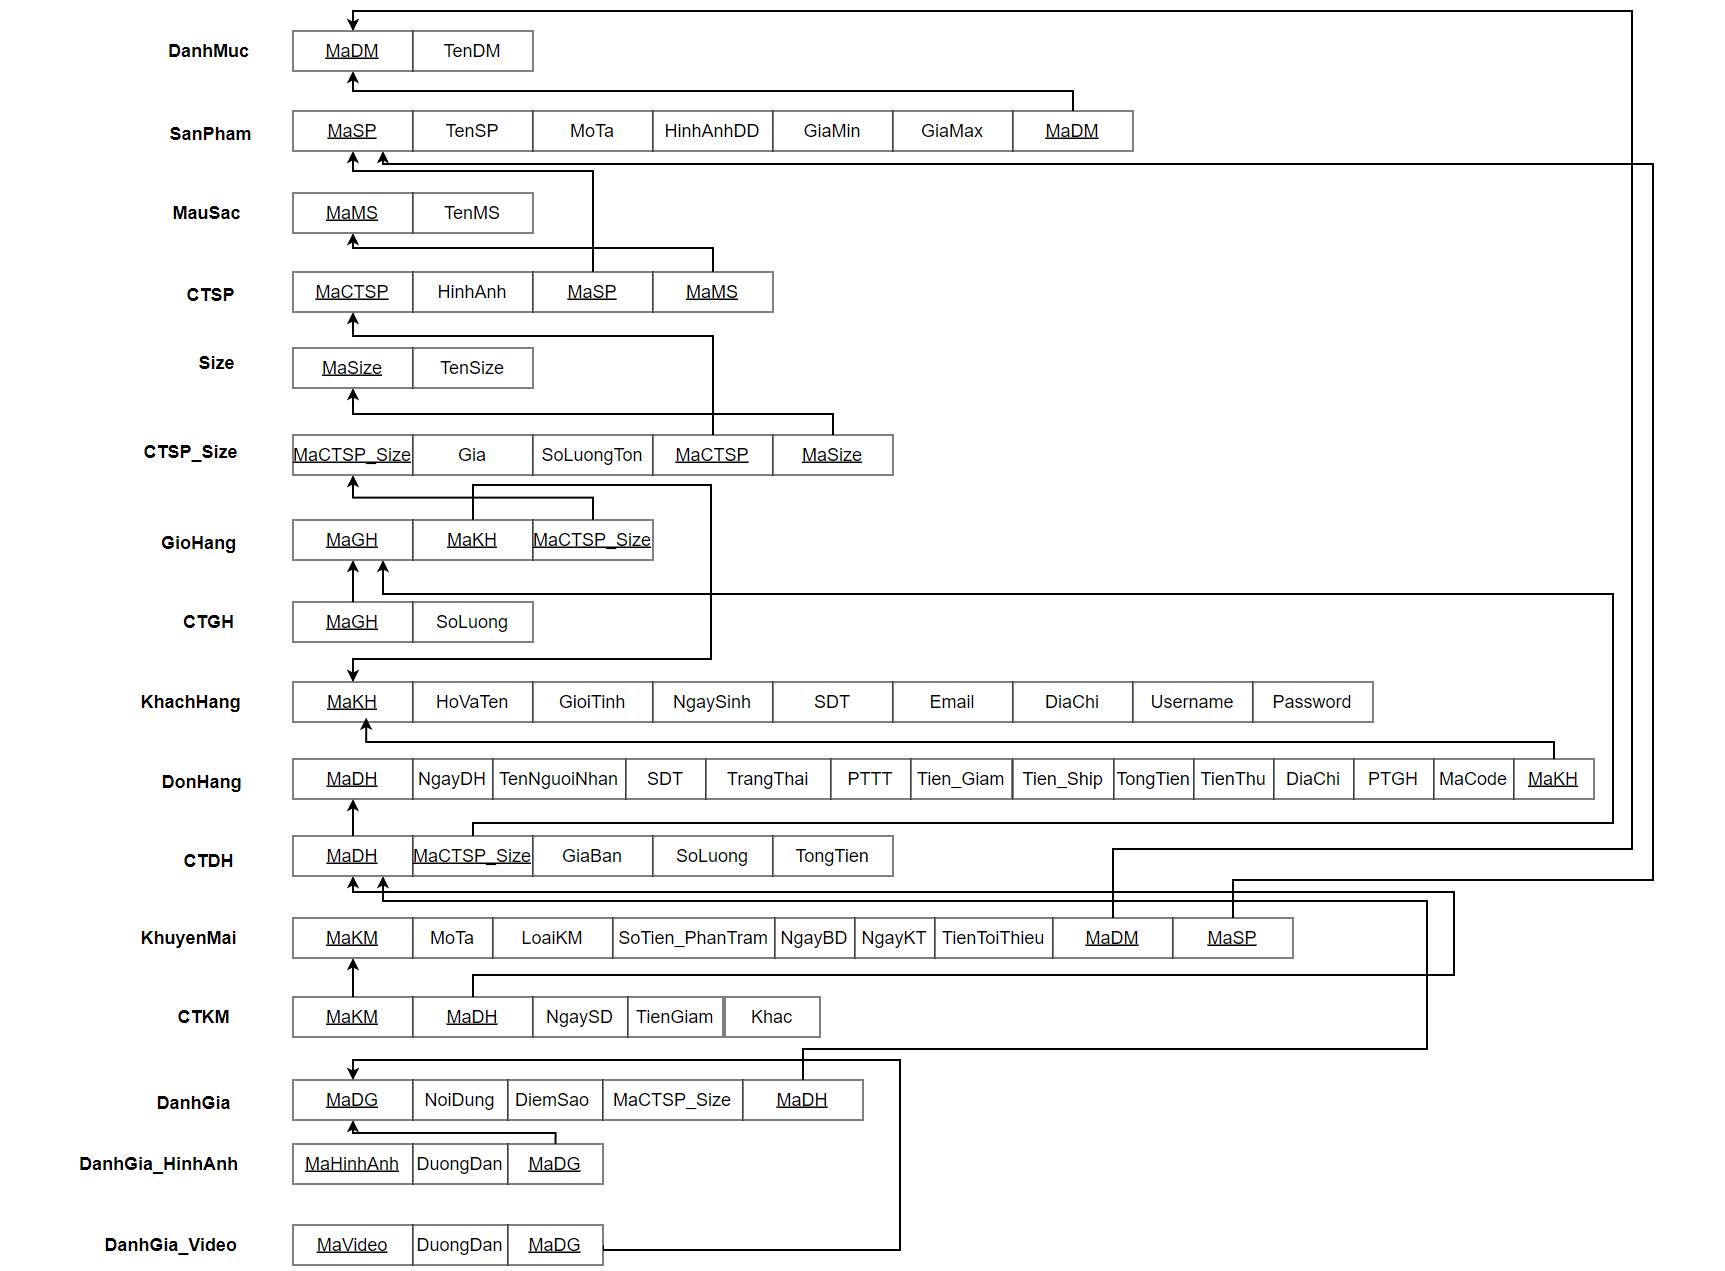 DanhMuc MaDM TenDM
SanPham MaSP TenSP MoTa HinhAnhDD GiaMin GiaMax MaDM
MauSac MaMS TenMS
CTSP MaCTSP HinhAnh MaSP MaMS
Size MaSize TenSize
CTSP_Size MaCTSP_Size Gia SoLuongTon MaCTSP MaSize
GioHang MaGH MaKH MaCTSP_Size
CTGH MaGH SoLuong
KhachHang MaKH HoVaTen GioiTinh NgaySinh SDT Email DiaChi Username Password
DonHang MaDH NgayDH TenNguoiNhan SDT TrangThai PTTT Tien_Giam Tien_Ship TongTien TienThu DiaChi PTGH MaCode MaKH
CTDH MaDH MaCTSP_Size GiaBan SoLuong TongTien
KhuyenMai MaKM MoTa LoaiKM SoTien_PhanTram NgayBD NgayKT TienToiThieu MaDM MaSP
CTKM MaKM MaDH NgaySD TienGiam Khac
DanhGia MaDG NoiDung DiemSao MaCTSP_Size MaDH
DanhGia_HinhAnh MaHinhAnh DuongDan MaDG
DanhGia_Video MaVideo DuongDan MaDG